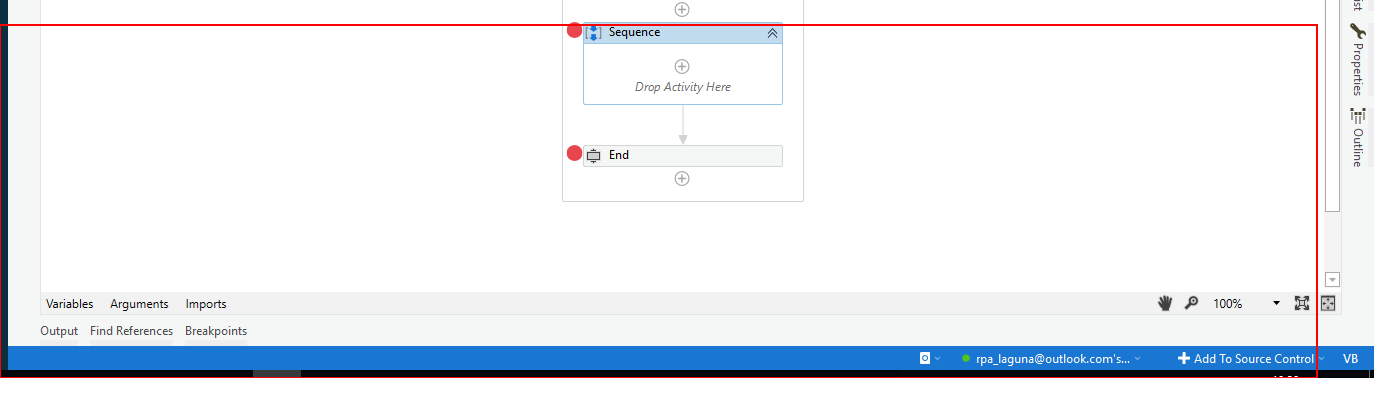 Sequence
Drop Activity Here
End
Properties
Outline
Variables Arguments Imports
100%
Output Find References Breakpoints
rpa_laguna@outlook.com's...
Add To Source Control
VB